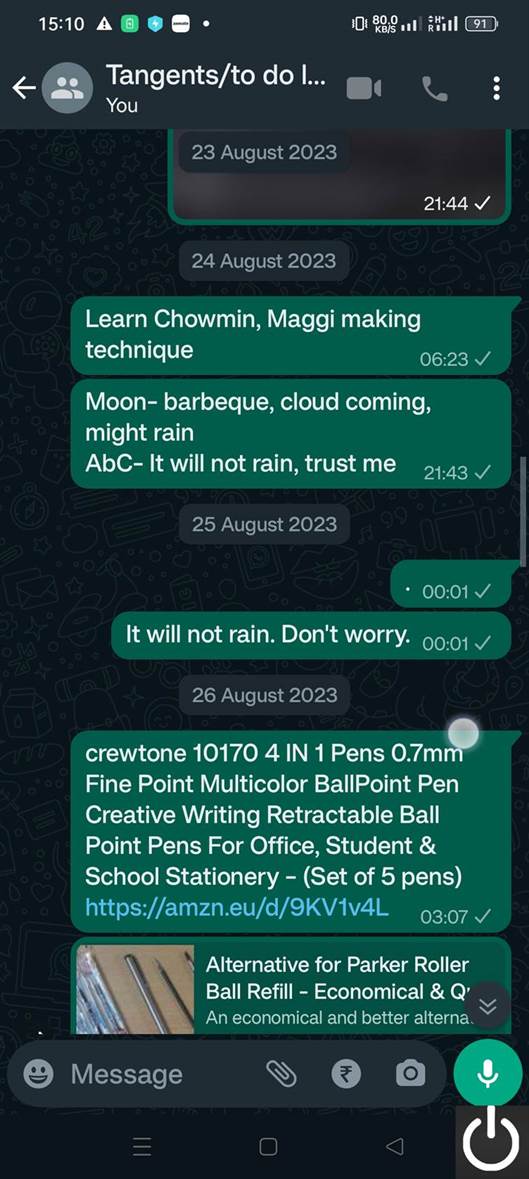 15:10
80.0
KB/S
H+
R
91
Tangents/to do l...
You
23 August 2023
21:44
24 August 2023
Learn Chowmin, Maggi making
technique
06:23
Moon- barbeque, cloud coming,
might rain
AbC- It will not rain, trust me
21:43
25 August 2023
.
00:01
It will not rain. Don't worry.
00:01
26 August 2023
crewtone 10170 4 IN 1 Pens 0.7mm
Fine Point Multicolor BallPoint Pen
Creative Writing Retractable Ball
Point Pens For Office, Student &
School Stationery - (Set of 5 pens)
https://amzn.eu/d/9KV1v4L
03:07
Alternative for Parker Roller
Ball Refill - Economical & Q
An economical and better alterna...
Message
₹